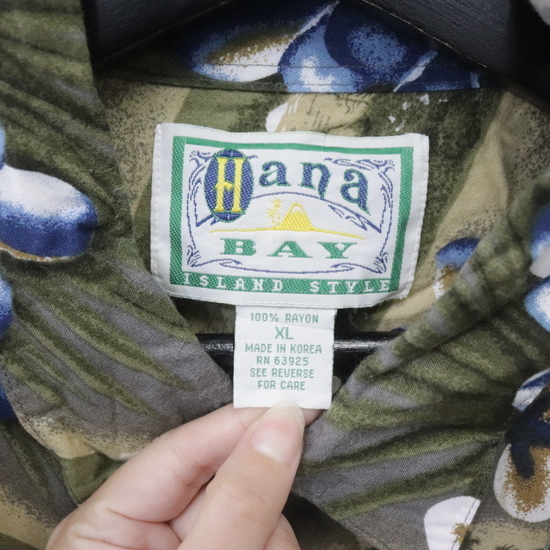 Hana
BAY
ISLAND STYLE
100% RAYON
XL
MADE IN KOREA
RN 63925
SEE REVERSE
FOR CARE